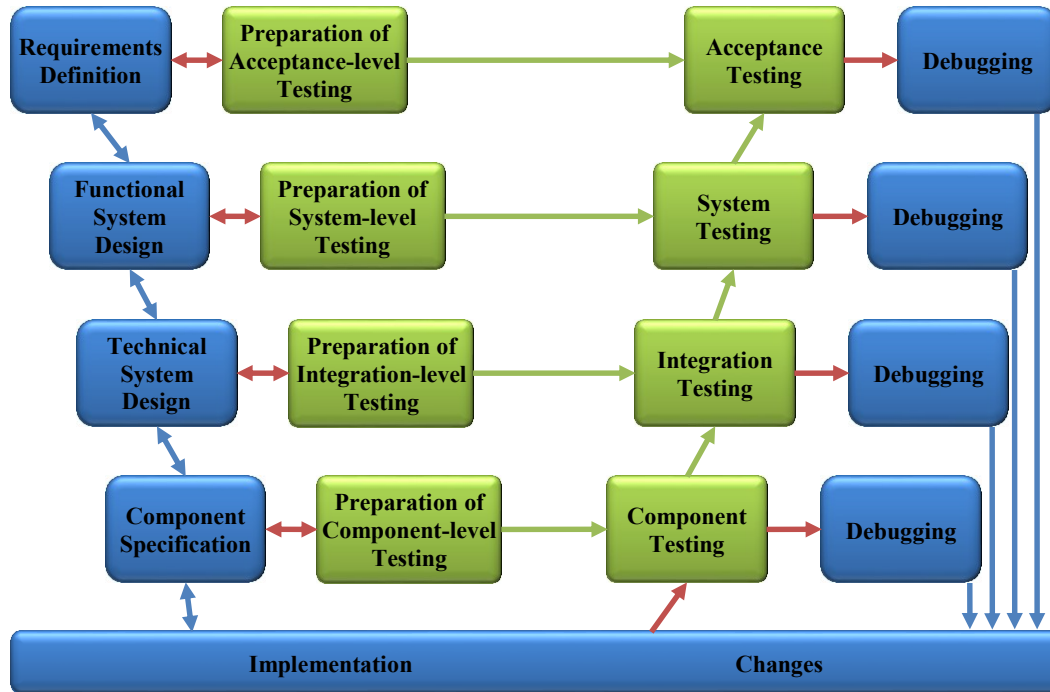 Requirements
Definition
Preparation of
Acceptance-level
Testing
Acceptance
Testing
Debugging
Functional
System
Design
Preparation of
System-level
Testing
System
Testing
Debugging
Technical
System
Design
Preparation of
Integration-level
Testing
Integration
Testing
Debugging
Component
Specification
Preparation of
Component-level
Testing
Component
Testing
Debugging
Implementation
Changes